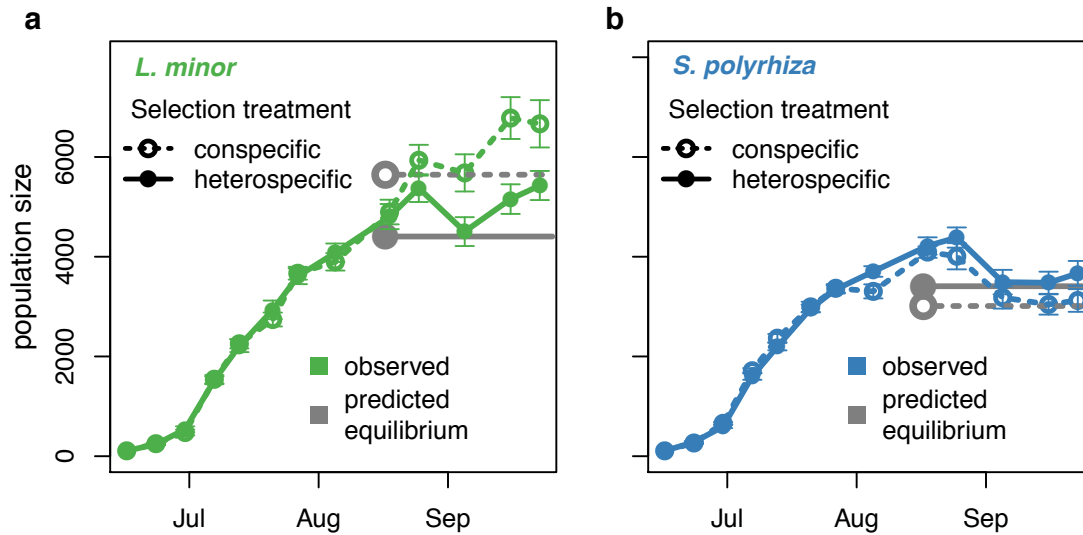 a
L. minor
Selection treatment
conspecific
heterospecific
population size
0
2000
4000
6000
observed
predicted
equilibrium
Jul
Aug
Sep
b
S. polyrhiza
Selection treatment
conspecific
heterospecific
observed
predicted
equilibrium
Jul
Aug
Sep